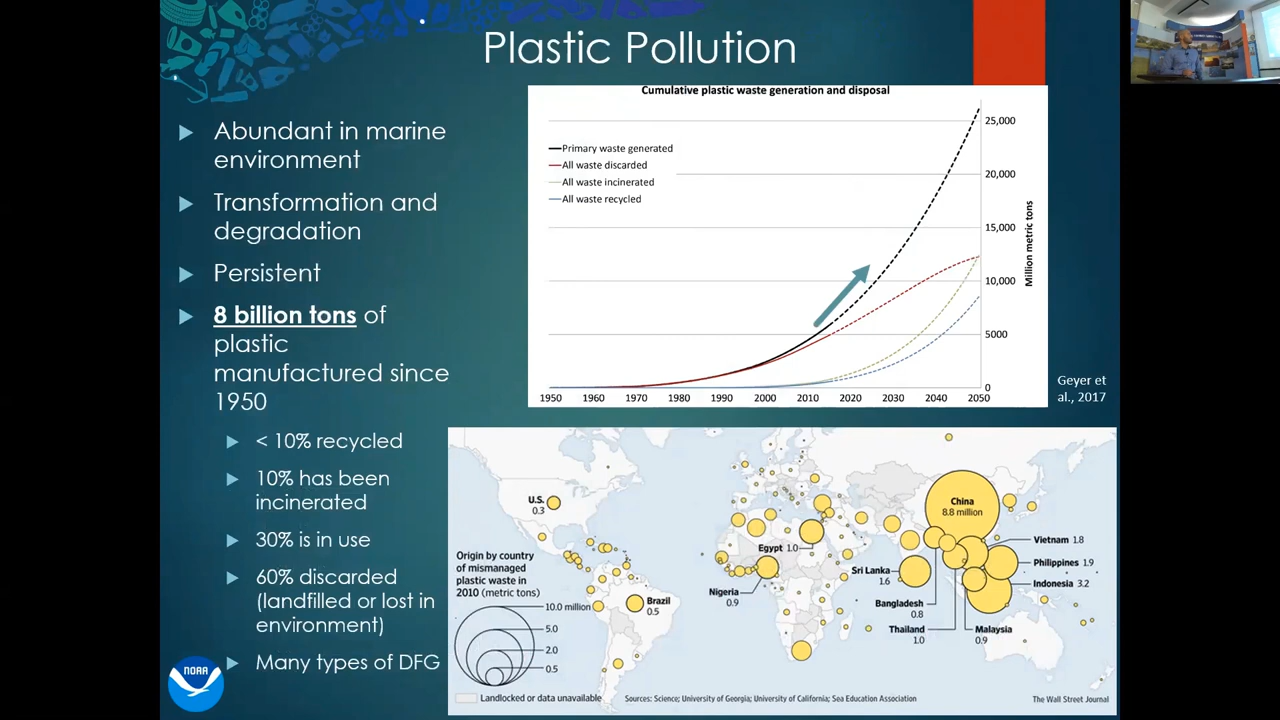 Plastic Pollution
Abundant in marine
environment
Transformation and
degradation
Persistent
8 billion tons of
plastic
manufactured since
1950
< 10% recycled
10% has been
incinerated
30% is in use
60% discarded
(landfilled or lost in
environment)
Many types of DFG
NOAA
Cumulative plastic waste generation and disposal
Primary waste generated
All waste discarded
All waste incinerated
All waste recycled
25,000
20,000
15,000
10,000
5000
0
Million metric tons
1950 1960 1970 1980 1990 2000 2010 2020 2030 2040 2050
Geyer et
al., 2017
U.S.
0.3
China
8.8 million
Egypt 1.0
Vietnam 1.8
Philippines 1.9
Indonesia 3.2
Sri Lanka
1.6
Nigeria
0.9
Brazil
0.5
Bangladesh
0.8
Thailand
1.0
Malaysia
0.9
Origin by country
of mismanaged
plastic waste in
2010 (metric tons)
10.0 million
5.0
2.0
0.5
Landlocked or data unavailable
Sources: Science; University of Georgia; University of California; Sea Education Association
The Wall Street Journal